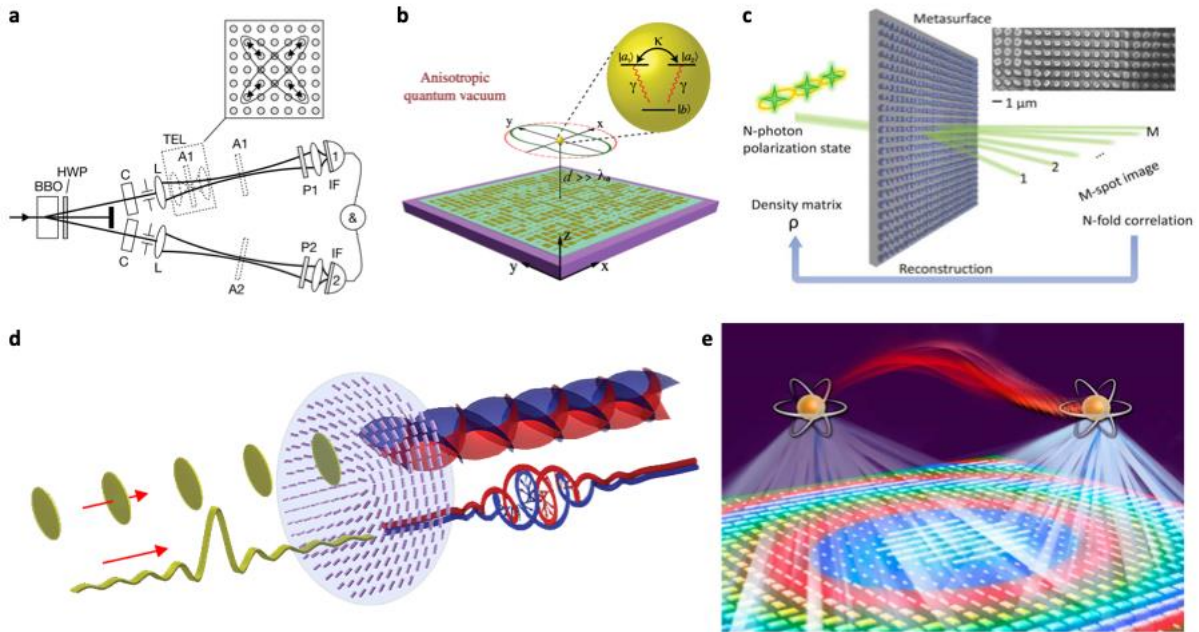 a
TEL
A1
A1
BBO
HWP
C
L
P1
IF
1
&
C
L
A2
P2
IF
2
b
Anisotropic
quantum vacuum
κ
|a₁⟩
|a₂⟩
γ
γ
|b⟩
y
x
d >> λₐ
z
y
x
c
Metasurface
1 μm
N-photon
polarization state
M
...
2
1
M-spot image
Density matrix
ρ
N-fold correlation
Reconstruction
d
e